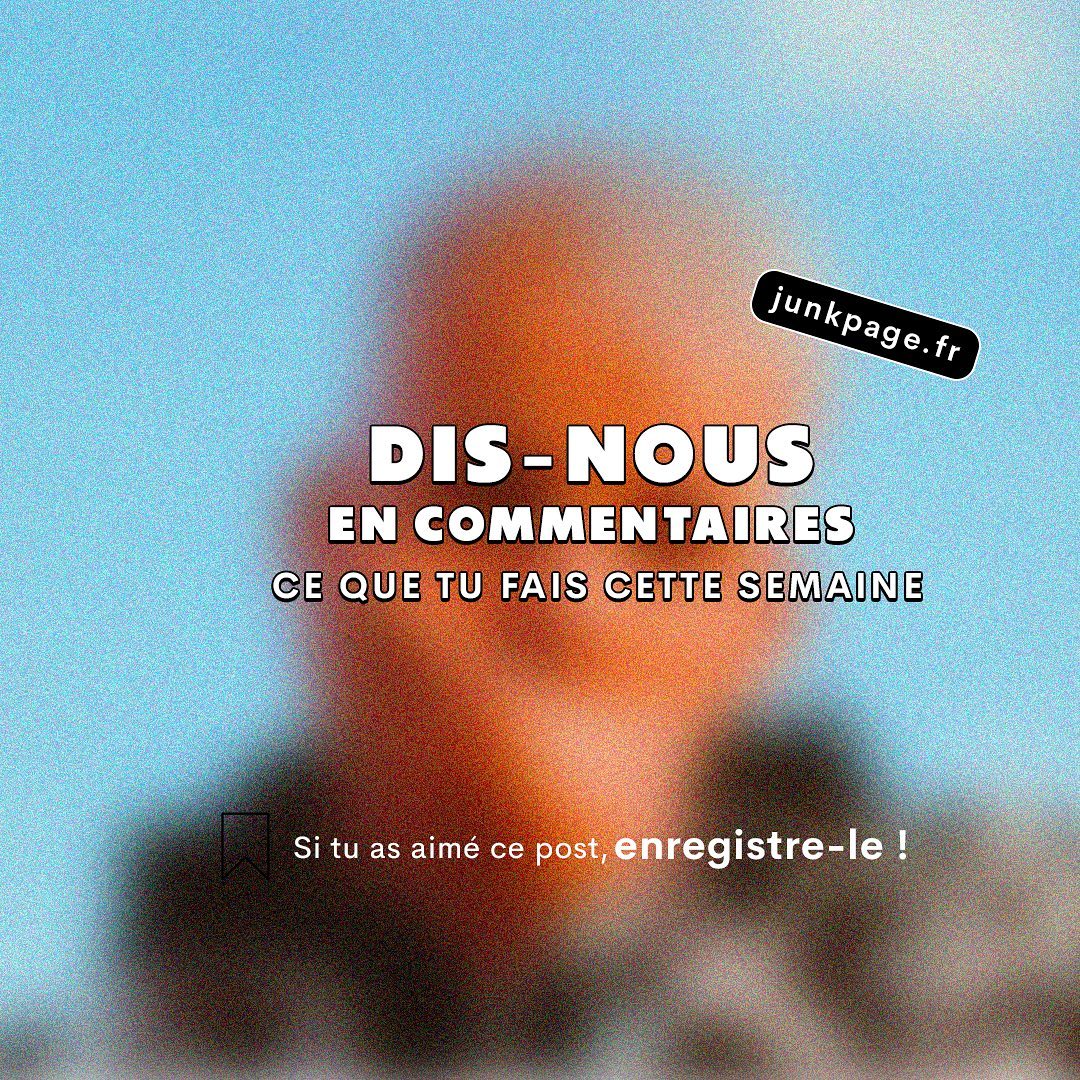 junkpage.fr
DIS-NOUS
EN COMMENTAIRES
CE QUE TU FAIS CETTE SEMAINE
Si tu as aimé ce post, enregistre-le !